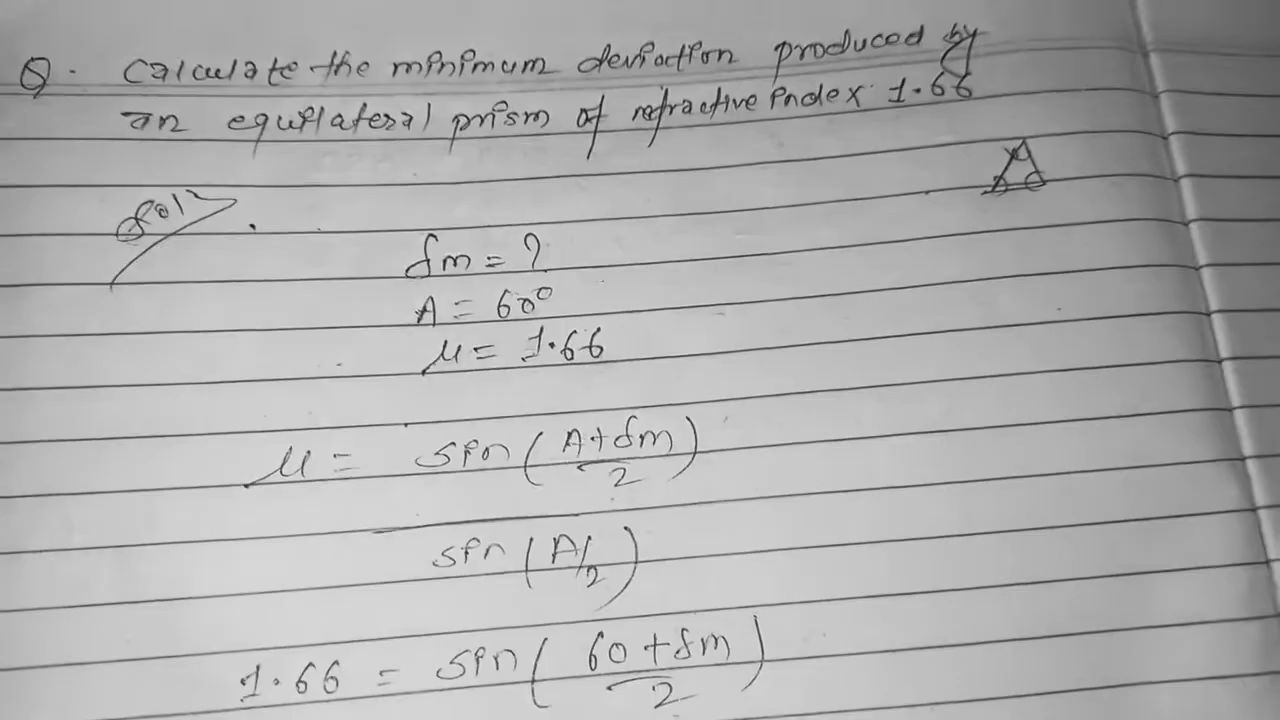 Q. Calculate the minimum deviation produced by
an equilateral prism of refractive index 1.66
Soln.
δm = ?
A = 60°
μ = 1.66
μ = sin(A+δm/2)
sin(A/2)
1.66 = sin(60+δm/2)